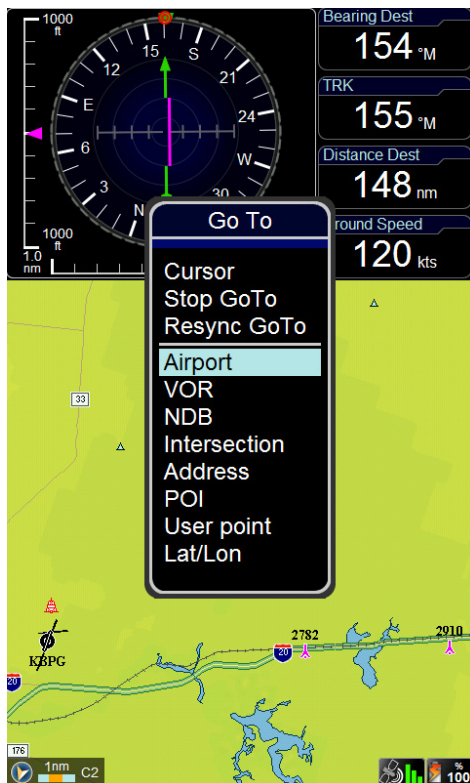 1000
ft
15
S
12
21
E
24
6
W
3
N
30
1000
ft
1.0
nm
Bearing Dest
154 °M
TRK
155 °M
Distance Dest
148 nm
round Speed
120 kts
Go To
Cursor
Stop GoTo
Resync GoTo
Airport
VOR
NDB
Intersection
Address
POI
User point
Lat/Lon
33
KBPG
2782
2910
20
20
176
1nm
C2
%
100